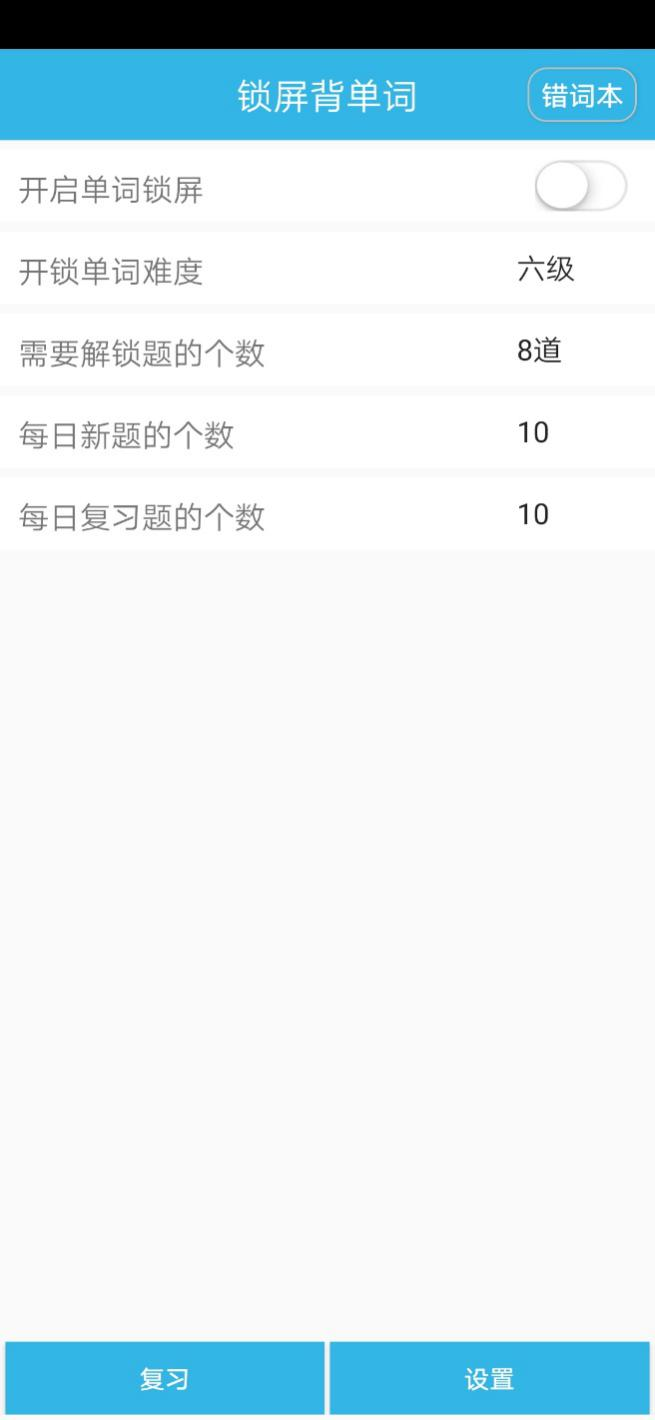 锁屏背单词
错词本
开启单词锁屏
开锁单词难度 六级
需要解锁题的个数 8道
每日新题的个数 10
每日复习题的个数 10
复习 设置